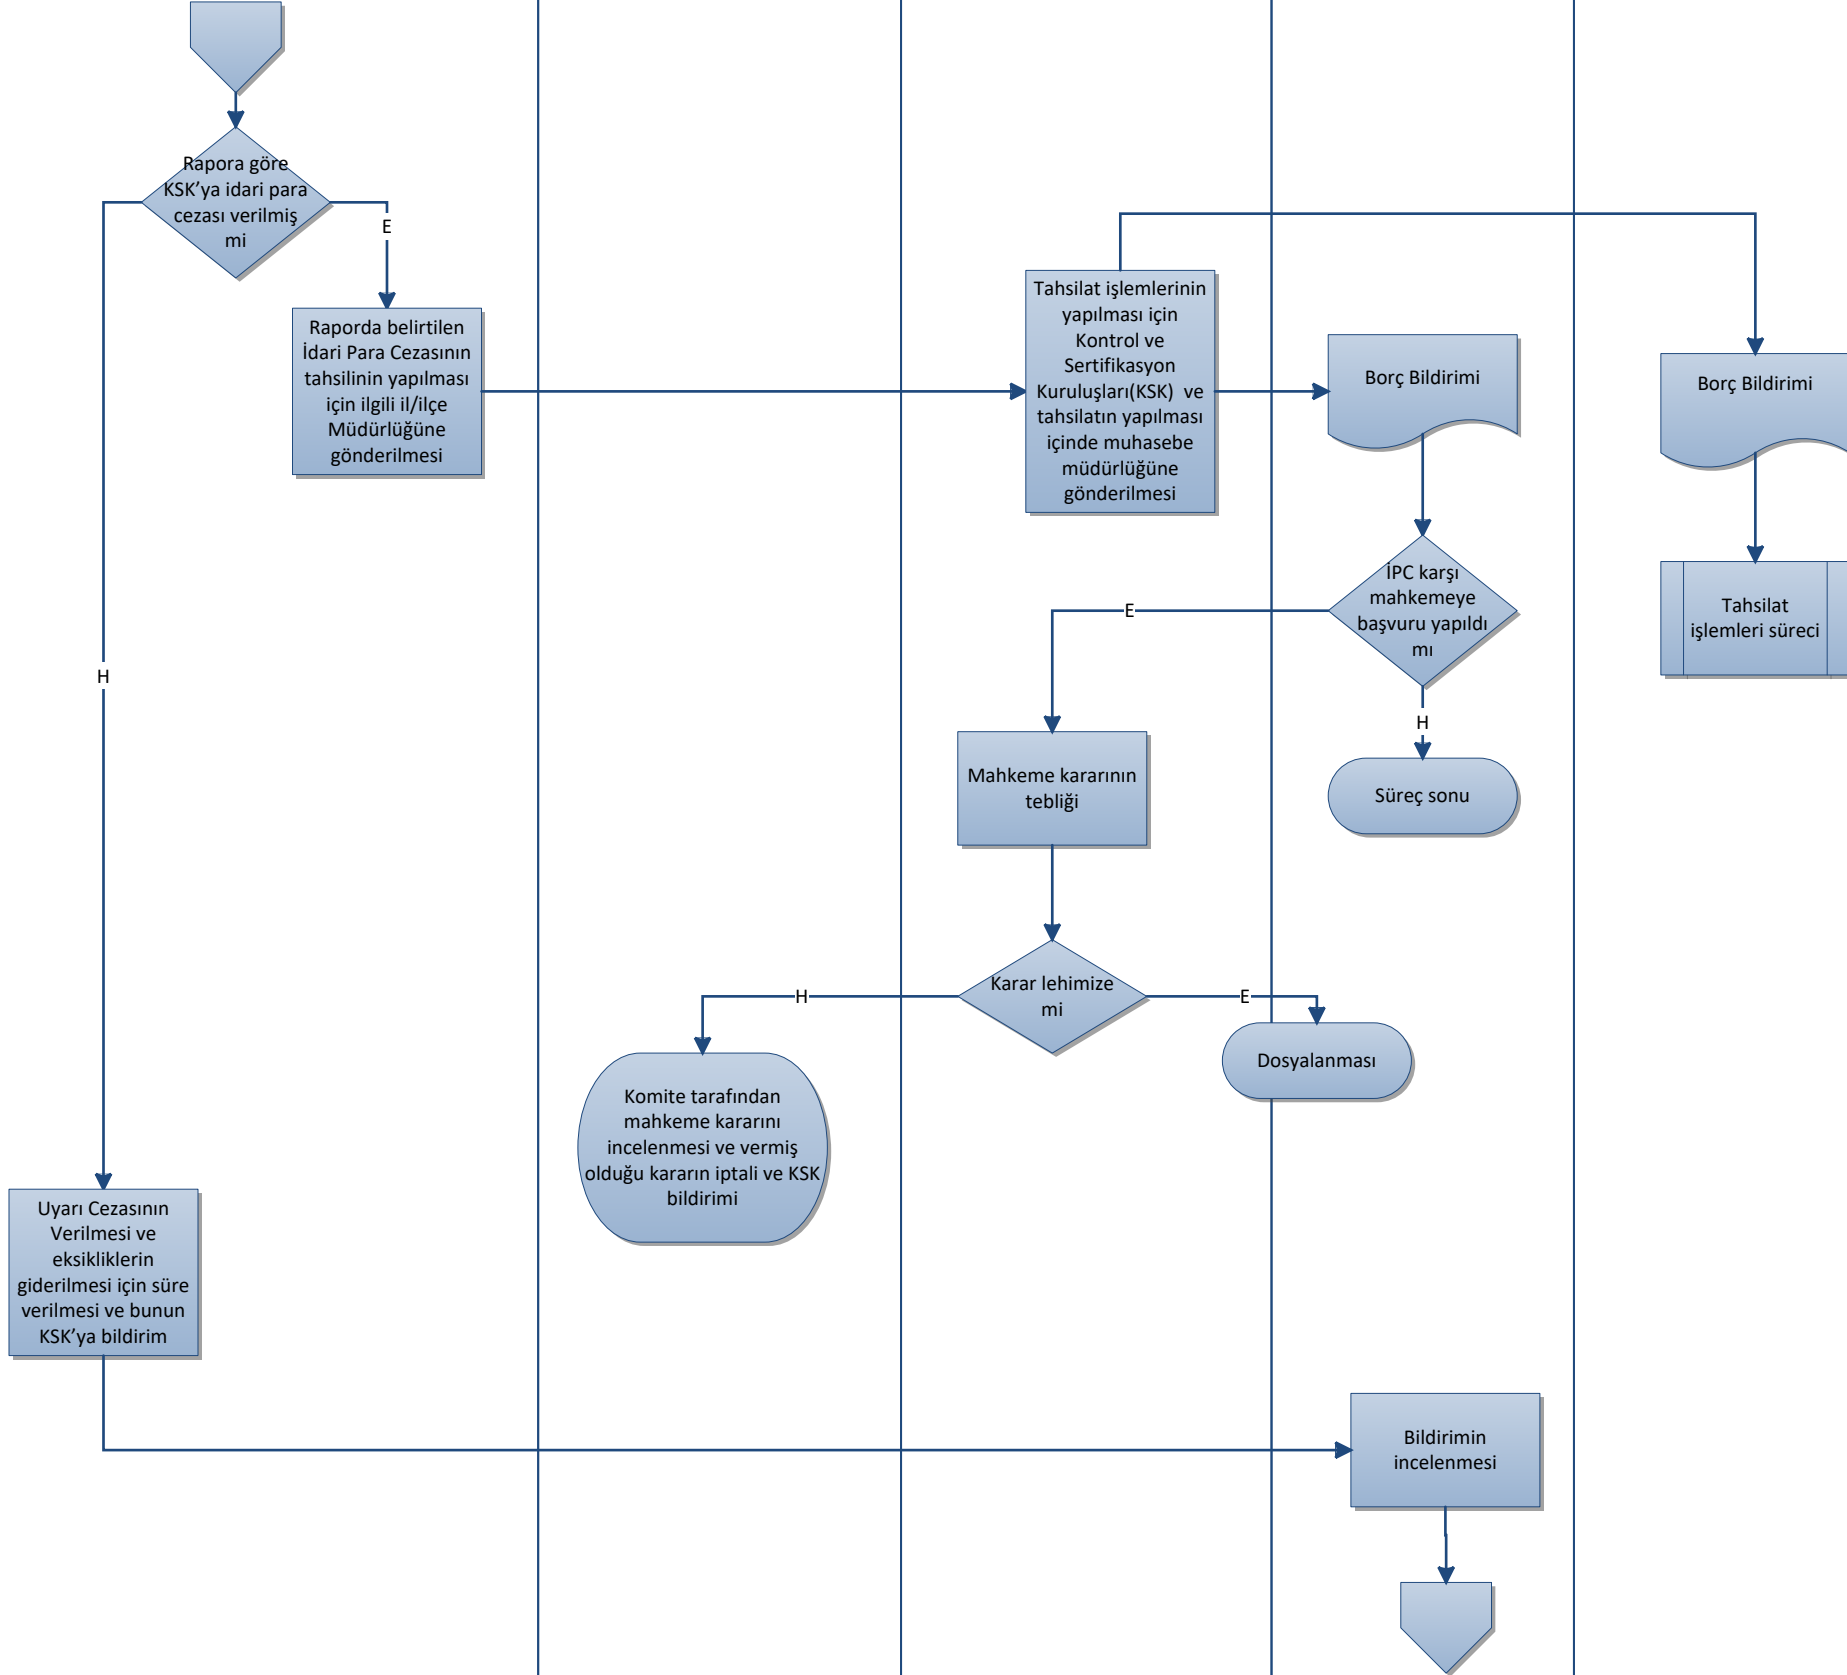 Rapora göre
KSK’ya idari para
cezası verilmiş
mi
E
Raporda belirtilen
İdari Para Cezasının
tahsilinin yapılması
için ilgili il/ilçe
Müdürlüğüne
gönderilmesi
Tahsilat işlemlerinin
yapılması için
Kontrol ve
Sertifikasyon
Kuruluşları(KSK) ve
tahsilatın yapılması
içinde muhasebe
müdürlüğüne
gönderilmesi
Borç Bildirimi
Borç Bildirimi
İPC karşı
mahkemeye
başvuru yapıldı
mı
E
Tahsilat
işlemleri süreci
H
H
Mahkeme kararının
tebliği
Süreç sonu
Karar lehimize
mi
H
E
Dosyalanması
Komite tarafından
mahkeme kararını
incelenmesi ve vermiş
olduğu kararın iptali ve KSK
bildirimi
Uyarı Cezasının
Verilmesi ve
eksikliklerin
giderilmesi için süre
verilmesi ve bunun
KSK’ya bildirim
Bildirimin
incelenmesi